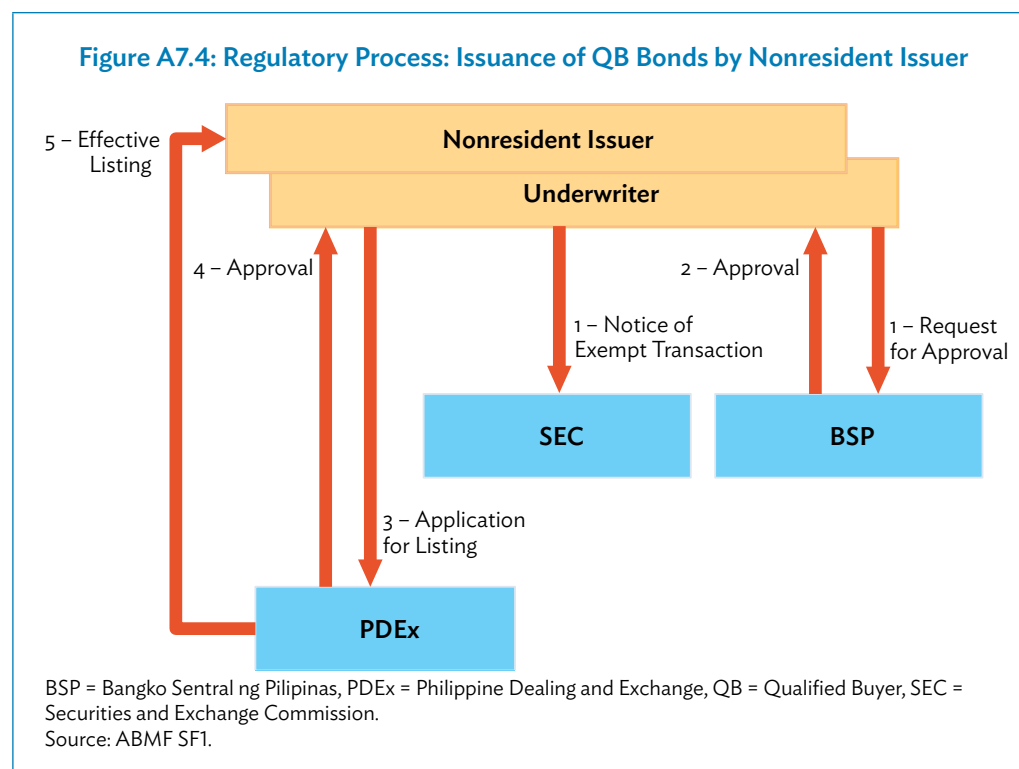 Figure A7.4: Regulatory Process: Issuance of QB Bonds by Nonresident Issuer
5 – Effective
Listing
Nonresident Issuer
Underwriter
4 – Approval
2 – Approval
1 – Notice of
Exempt Transaction
1 – Request
for Approval
SEC
BSP
3 – Application
for Listing
PDEx
BSP = Bangko Sentral ng Pilipinas, PDEx = Philippine Dealing and Exchange, QB = Qualified Buyer, SEC =
Securities and Exchange Commission.
Source: ABMF SF1.